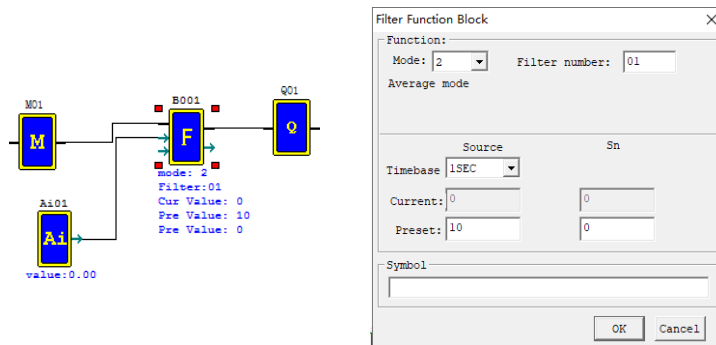 M01
M
B001
F
Q01
Q
mode: 2
Filter:01
Cur Value: 0
Pre Value: 10
Pre Value: 0
Ai01
Ai
value:0.00
Filter Function Block
Function:
Mode: 2 Filter number: 01
Average mode
Source Sn
Timebase 1SEC
Current: 0 0
Preset: 10 0
Symbol
OK Cancel